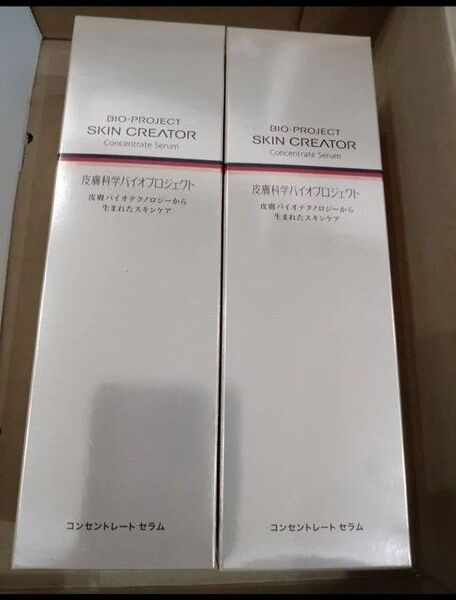 BIO-PROJECT
SKIN CREATOR
Concentrate Serum
皮膚科学バイオプロジェクト
皮膚バイオテクノロジーから
生まれたスキンケア
コンセントレート セラム
BIO-PROJECT
SKIN CREATOR
Concentrate Serum
皮膚科学バイオプロジェクト
皮膚バイオテクノロジーから
生まれたスキンケア
コンセントレート セラム